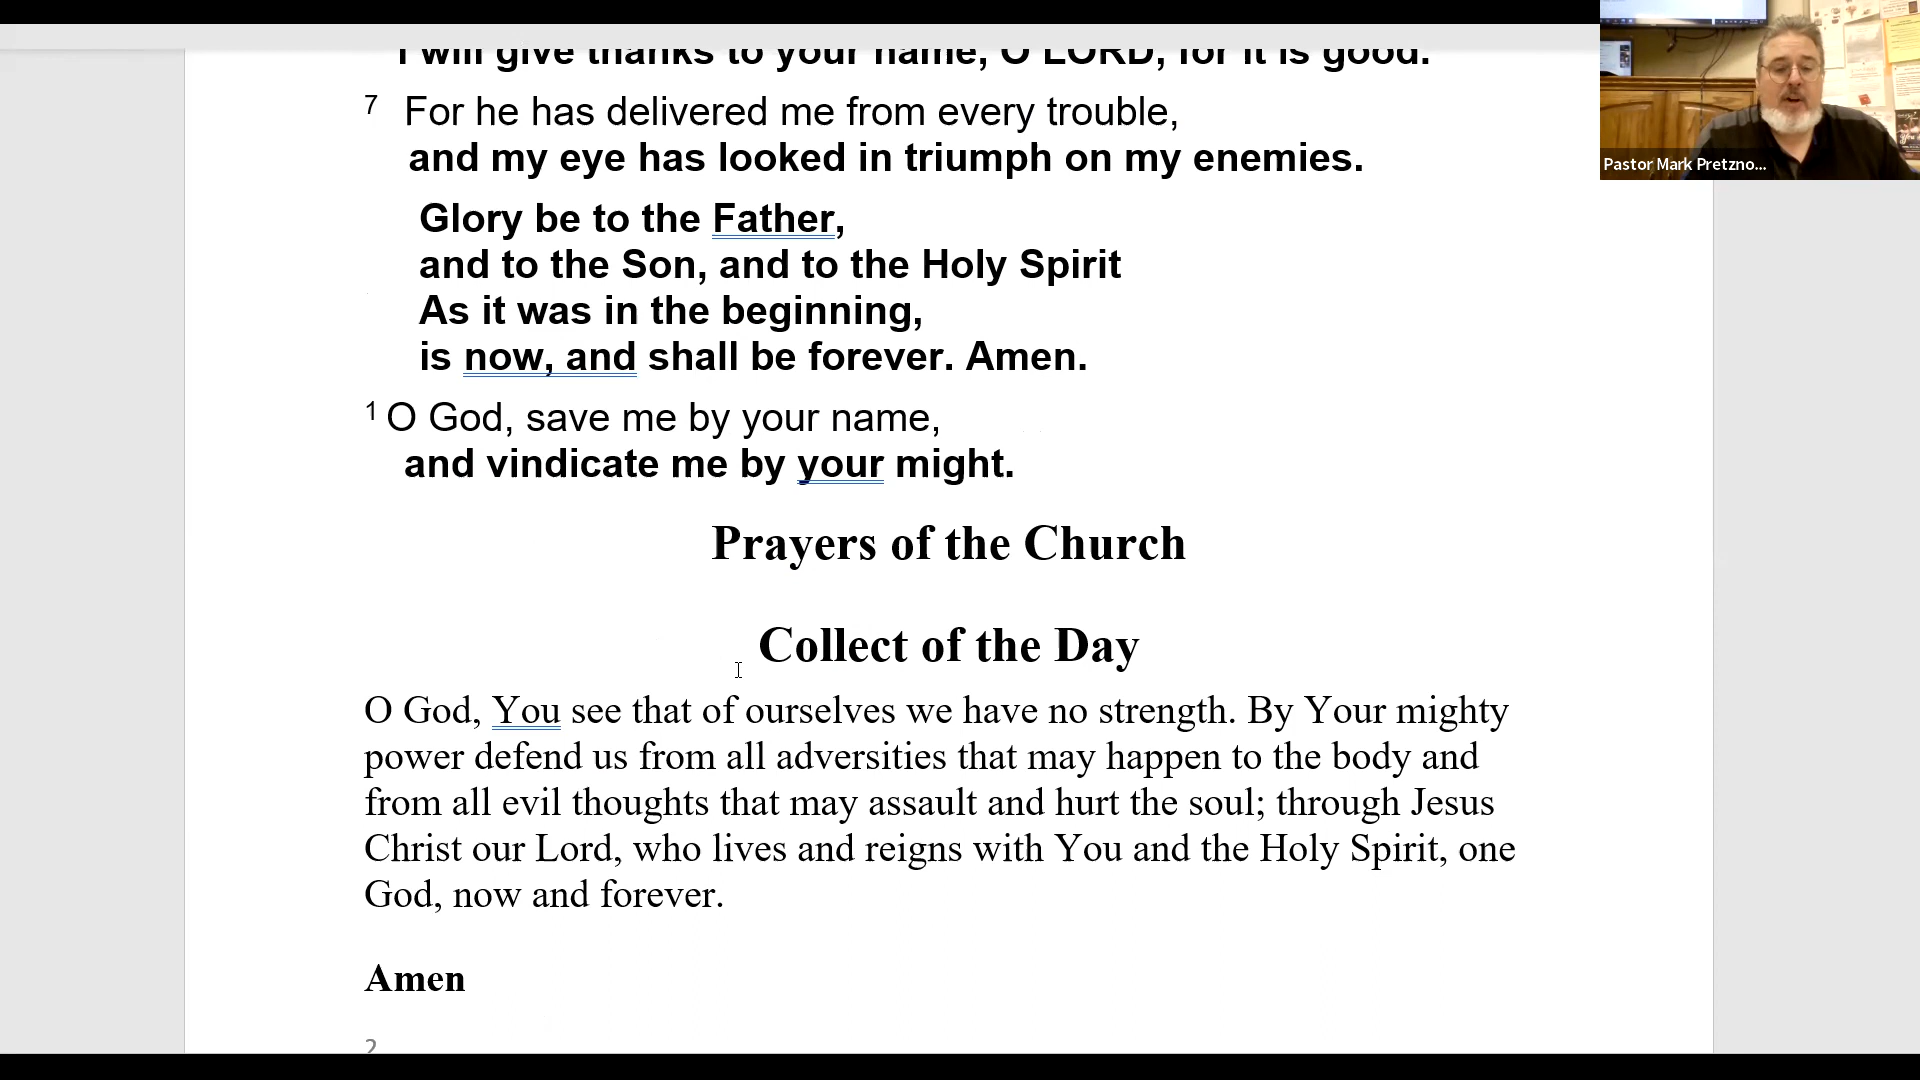 I will give thanks to your name, O LORD, for it is good.
7 For he has delivered me from every trouble,
and my eye has looked in triumph on my enemies.
Glory be to the Father,
and to the Son, and to the Holy Spirit
As it was in the beginning,
is now, and shall be forever. Amen.
1 O God, save me by your name,
and vindicate me by your might.
Prayers of the Church
Collect of the Day
O God, You see that of ourselves we have no strength. By Your mighty
power defend us from all adversities that may happen to the body and
from all evil thoughts that may assault and hurt the soul; through Jesus
Christ our Lord, who lives and reigns with You and the Holy Spirit, one
God, now and forever.
Amen
2
Pastor Mark Pretzno...